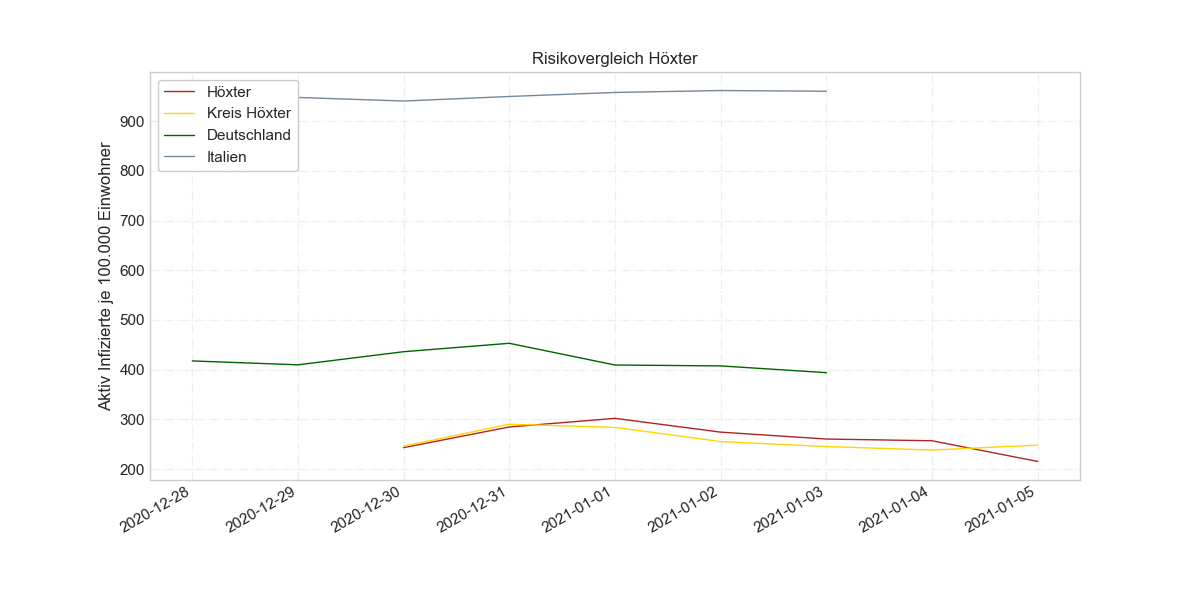 Risikovergleich Höxter
Höxter
Kreis Höxter
Deutschland
Italien
Aktiv Infizierte je 100.000 Einwohner
900
800
700
600
500
400
300
200
2020-12-28
2020-12-29
2020-12-30
2020-12-31
2021-01-01
2021-01-02
2021-01-03
2021-01-04
2021-01-05